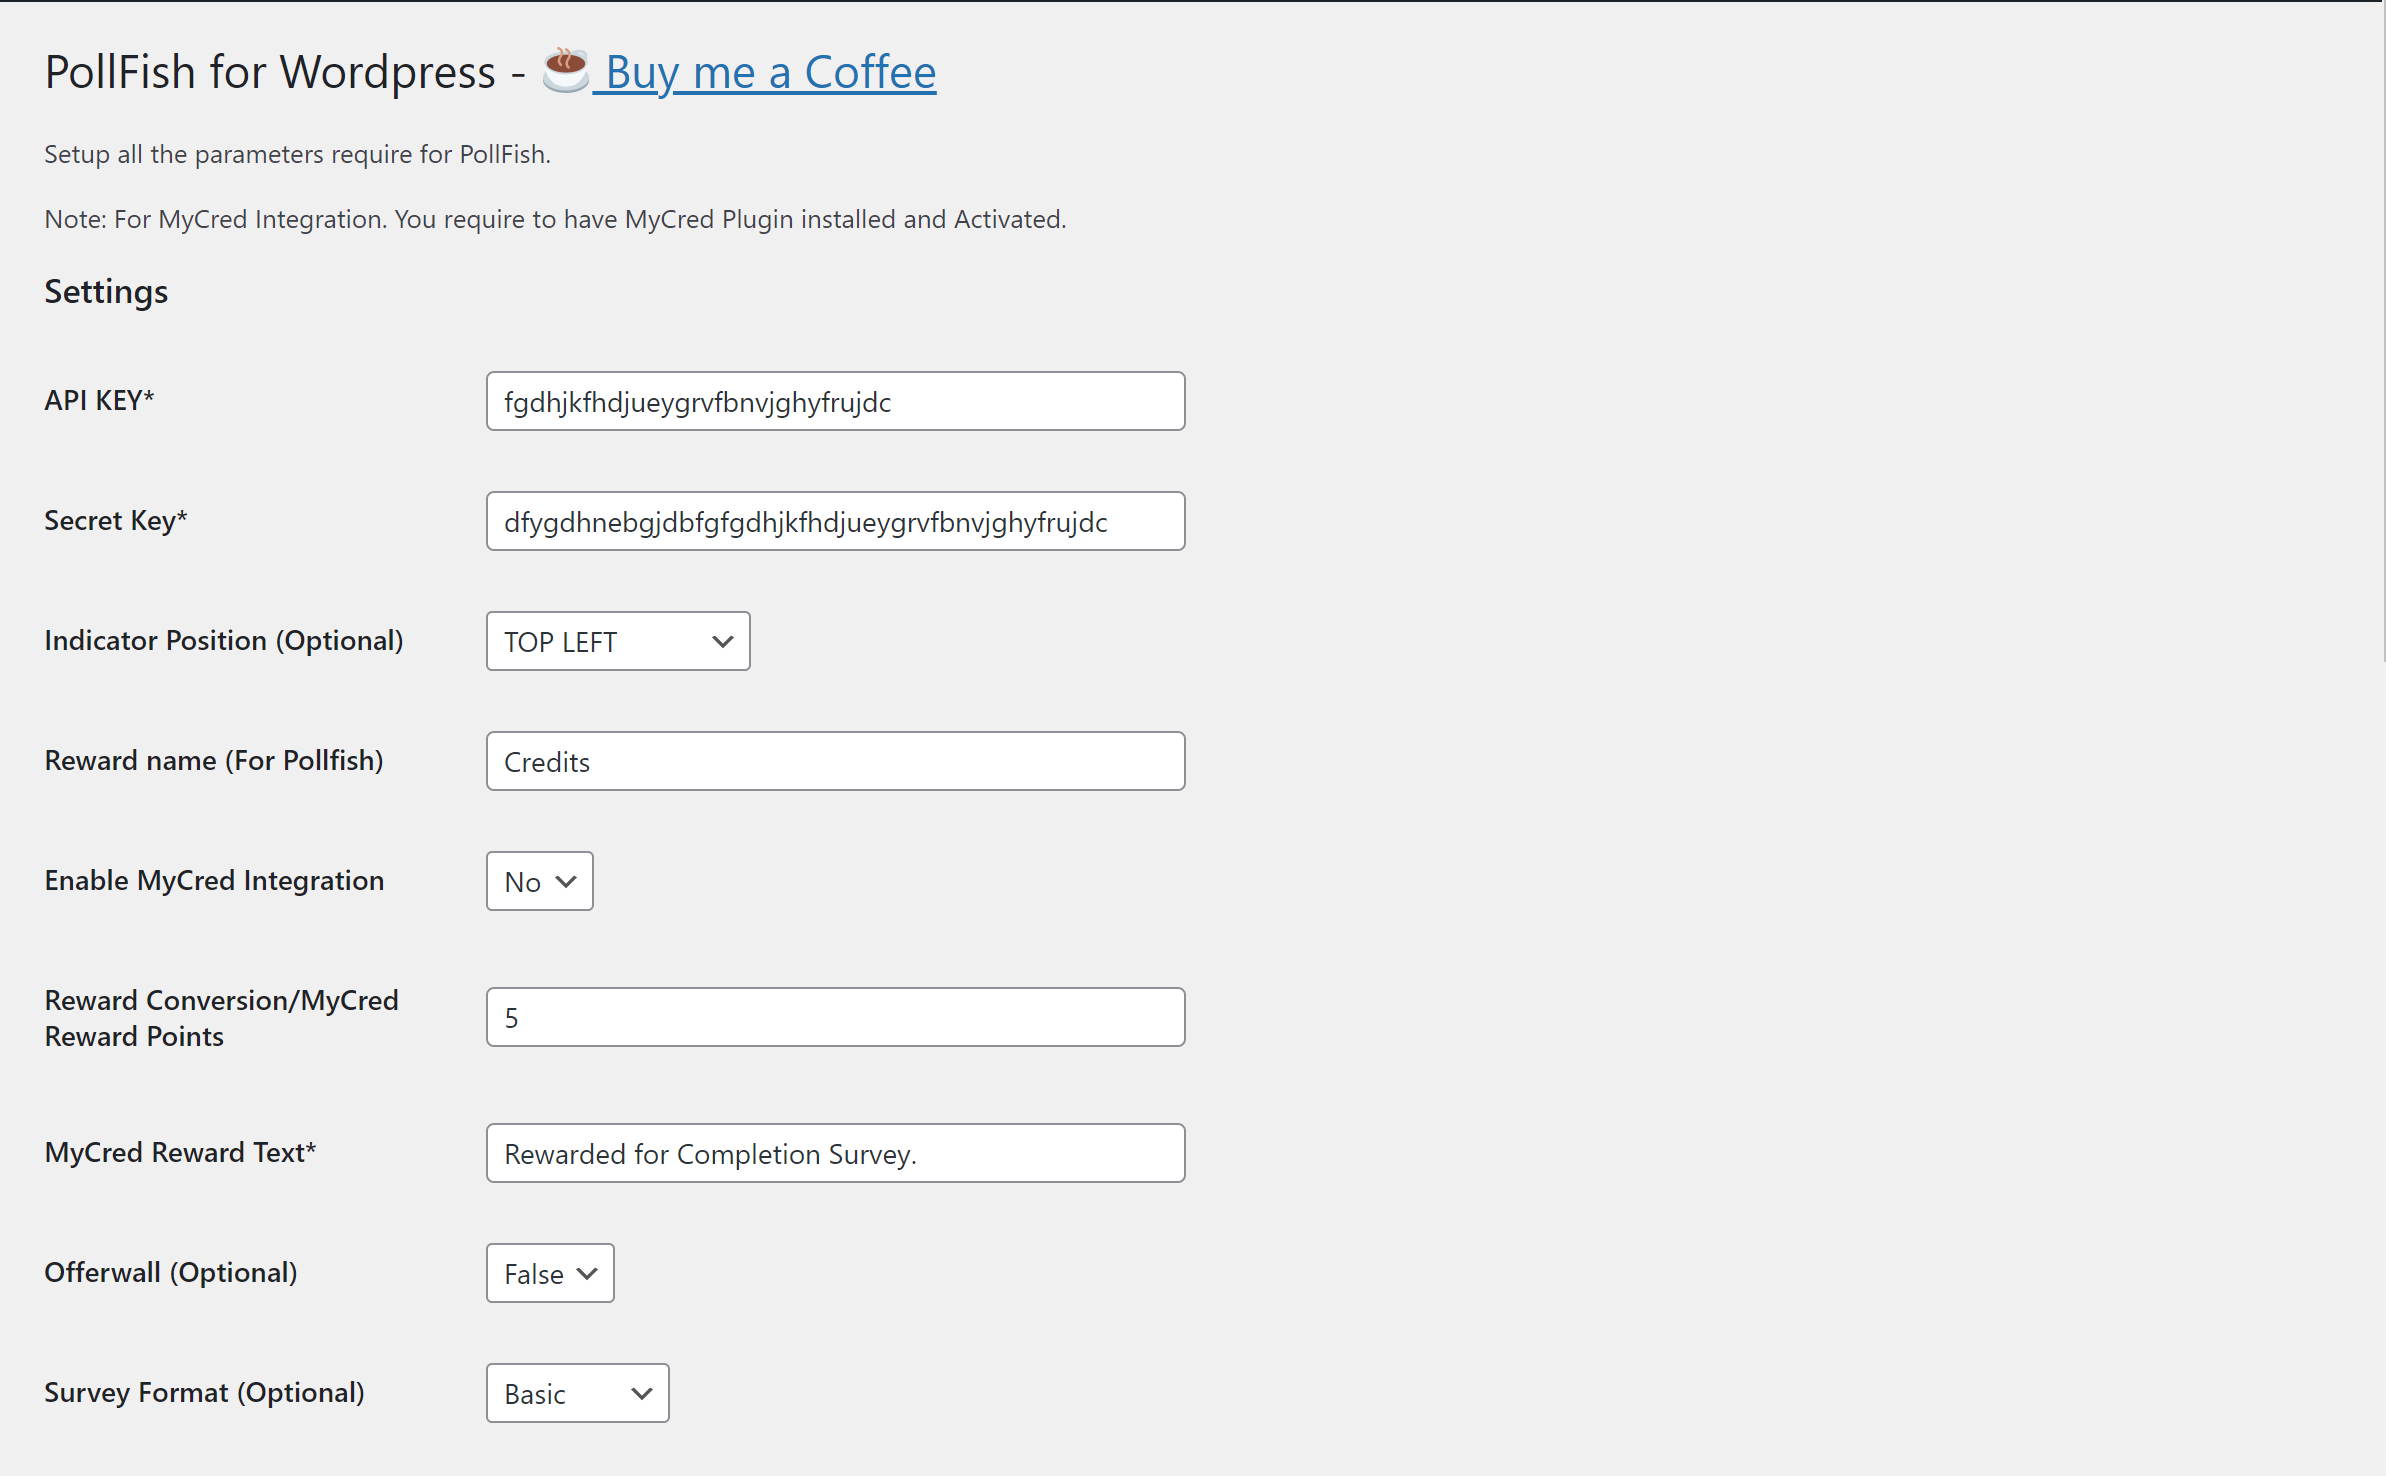 PollFish for Wordpress - Buy me a Coffee
Setup all the parameters require for PollFish.
Note: For MyCred Integration. You require to have MyCred Plugin installed and Activated.
Settings
API KEY*
fgdhjkfhdjueygrvfbnvjghyfrujdc
Secret Key*
dfygdhnebgjdbfgfgdhjkfhdjueygrvfbnvjghyfrujdc
Indicator Position (Optional)
TOP LEFT
Reward name (For Pollfish)
Credits
Enable MyCred Integration
No
Reward Conversion/MyCred
Reward Points
5
MyCred Reward Text*
Rewarded for Completion Survey.
Offerwall (Optional)
False
Survey Format (Optional)
Basic